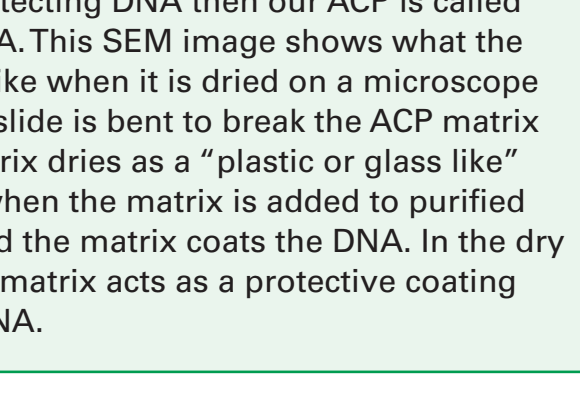 tecting DNA then our ACP is called
A. This SEM image shows what the
ike when it is dried on a microscope
slide is bent to break the ACP matrix
rix dries as a “plastic or glass like”
when the matrix is added to purified
d the matrix coats the DNA. In the dry
matrix acts as a protective coating
NA.